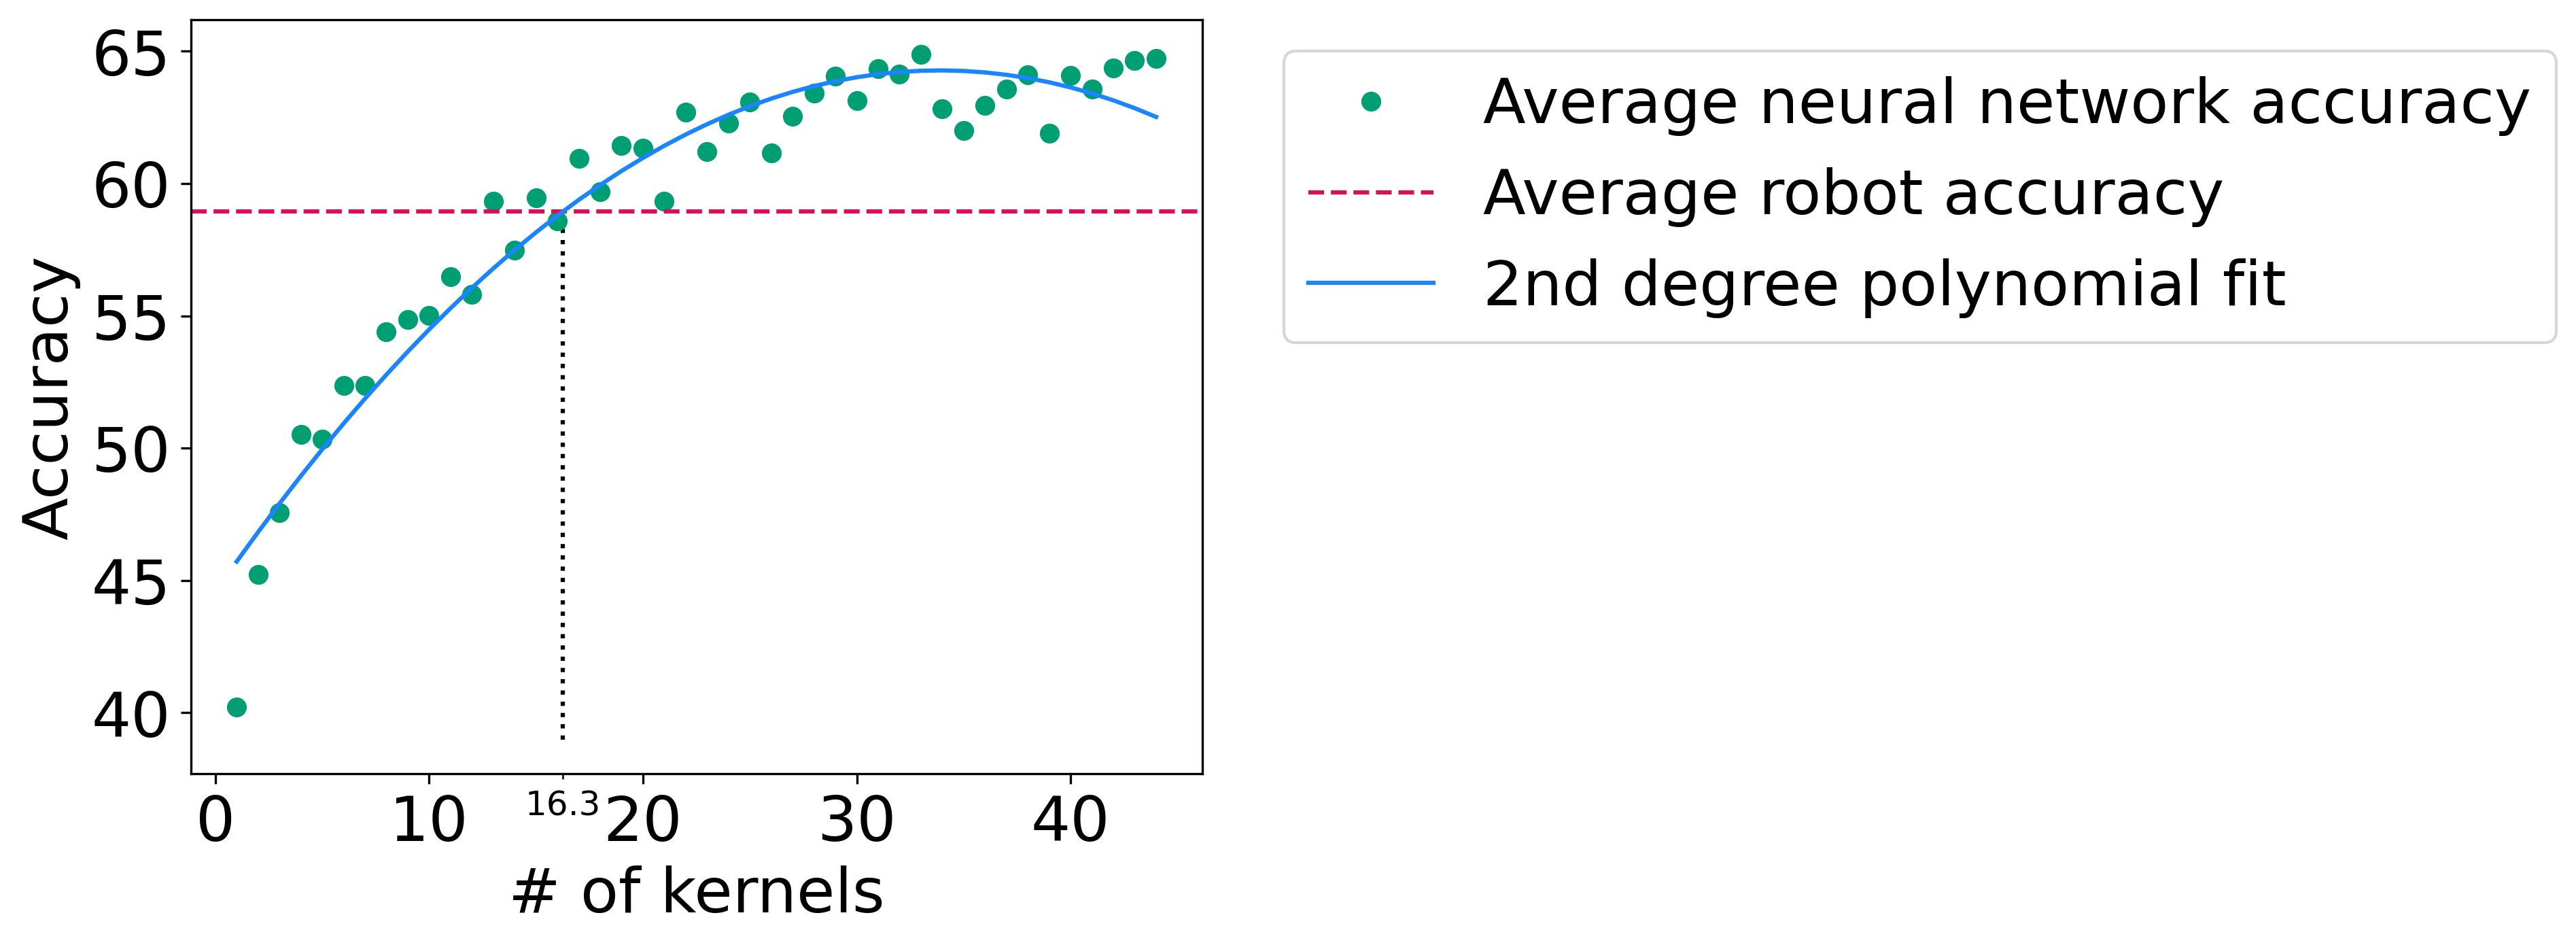 65
60
55
50
45
40
Accuracy
0
10
16.3
20
30
40
# of kernels
Average neural network accuracy
Average robot accuracy
2nd degree polynomial fit